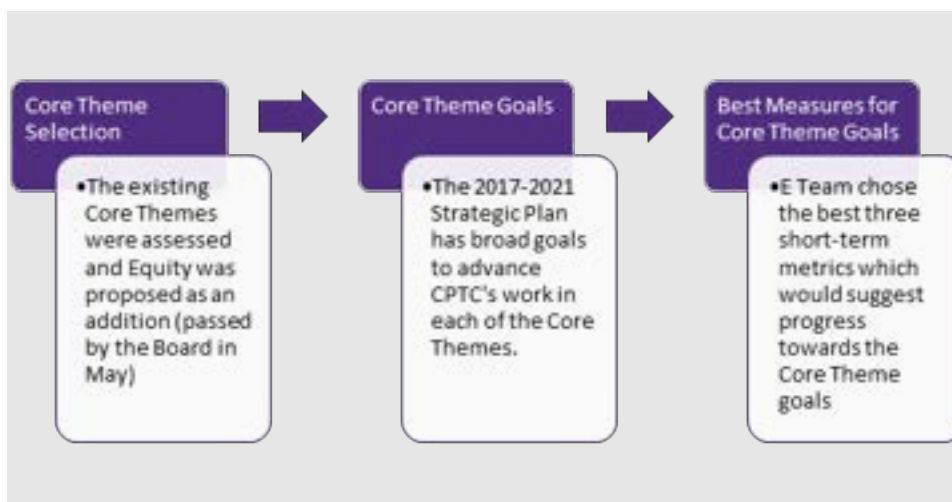 Core Theme
Selection
•The existing
Core Themes
were assessed
and Equity was
proposed as an
addition (passed
by the Board in
May)
Core Theme Goals
•The 2017-2021
Strategic Plan
has broad goals
to advance
CPTC's work in
each of the Core
Themes.
Best Measures for
Core Theme Goals
•E Team chose
the best three
short-term
metrics which
would suggest
progress
towards the
Core Theme
goals